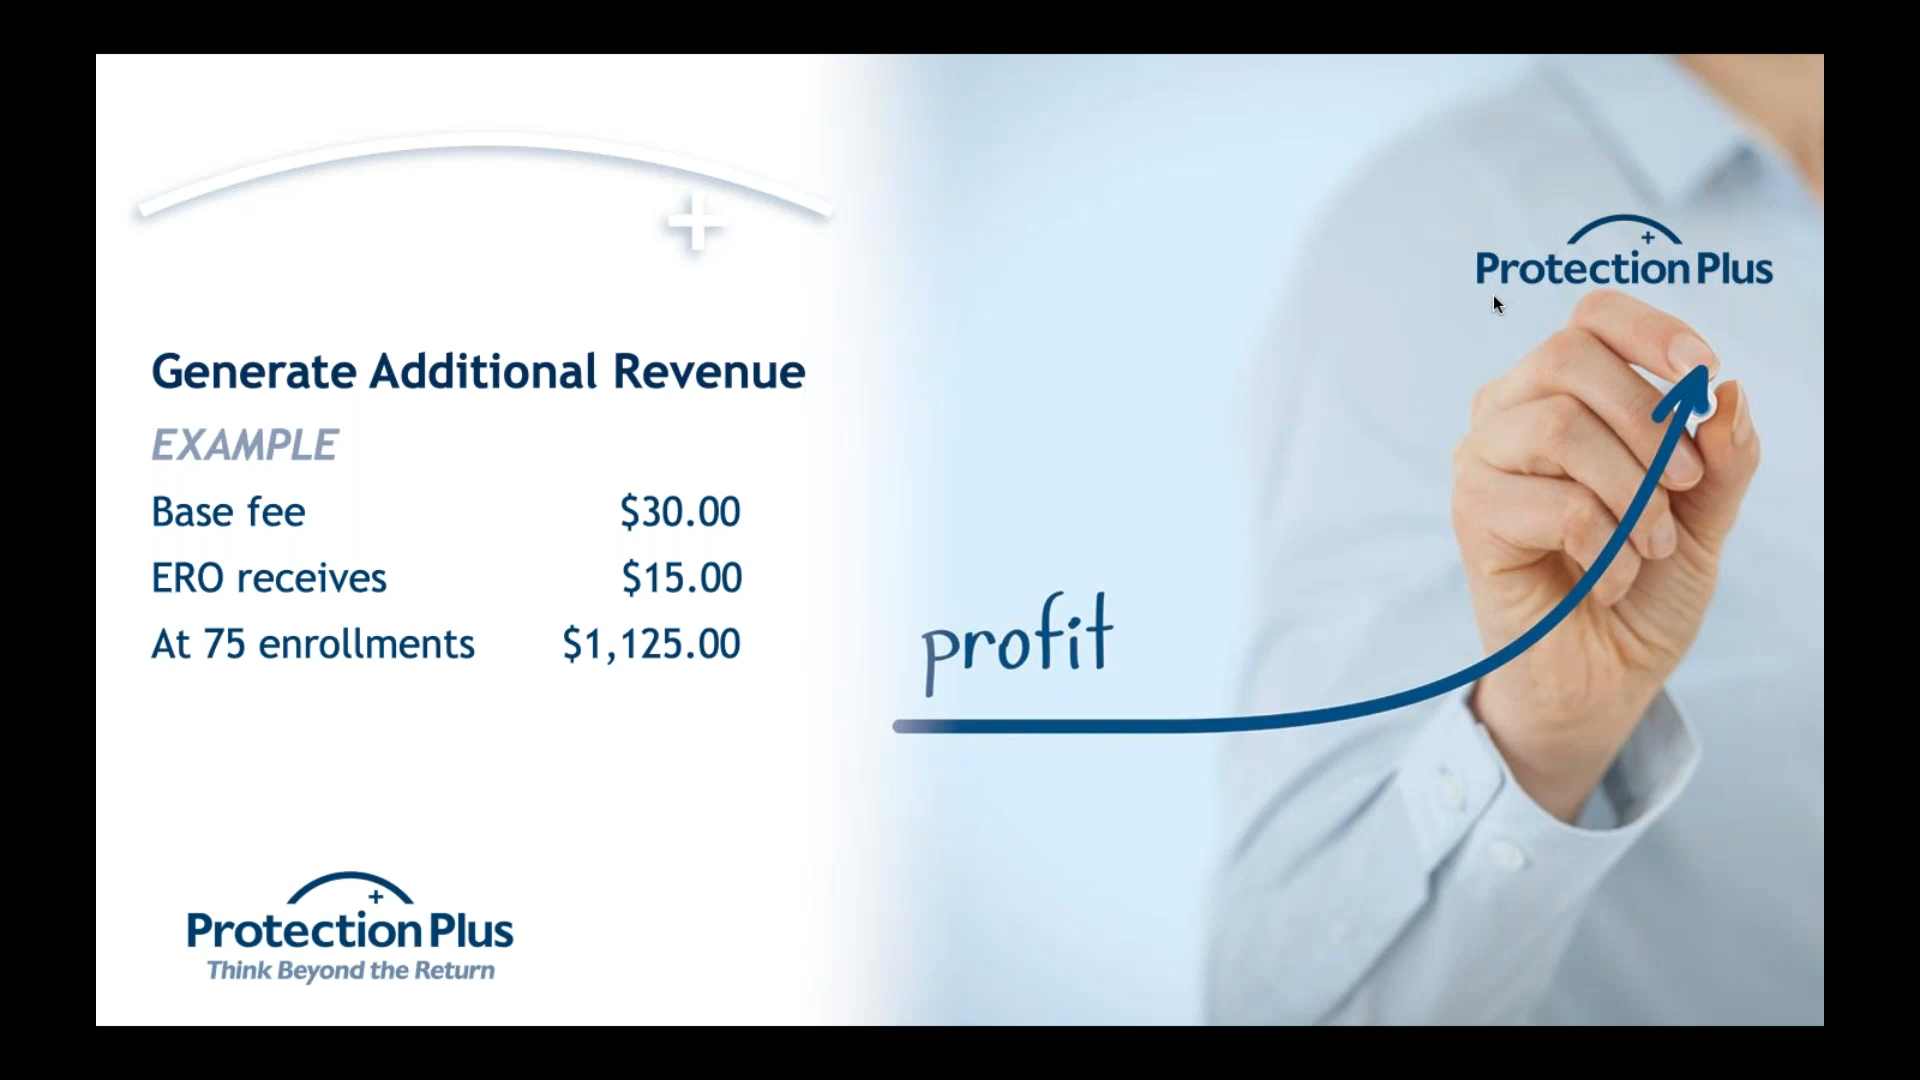 Protection Plus
Generate Additional Revenue
EXAMPLE
Base fee $30.00
ERO receives $15.00
At 75 enrollments $1,125.00
profit
Protection Plus
Think Beyond the Return